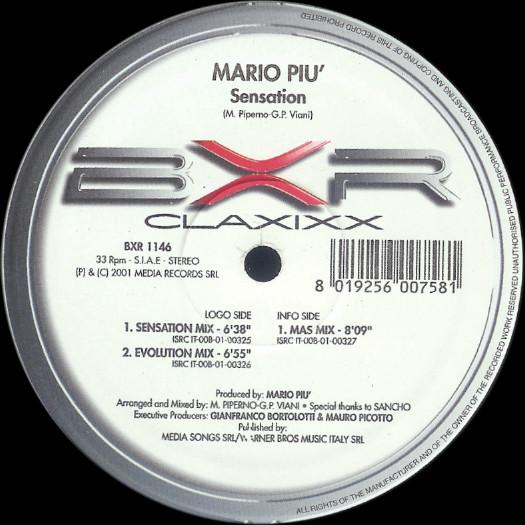 MARIO PIU'
Sensation
(M. Piperno-G.P. Viani)
BXR
CLAXIXX
BXR 1146
33 Rpm - S.I.A.E - STEREO
(P) & (C) 2001 MEDIA RECORDS SRL
8 019256 007581
LOGO SIDE
1. SENSATION MIX - 6'38"
ISRC IT-00B-01-00325
2. EVOLUTION MIX - 6'55"
ISRC IT-00B-01-00326
INFO SIDE
1. MAS MIX - 8'09"
ISRC IT-00B-01-00327
Produced by: MARIO PIU'
Arranged and Mixed by: M. PIPERNO-G.P. VIANI • Special thanks to SANCHO
Executive Producers: GIANFRANCO BORTOLOTTI & MAURO PICOTTO
Published by:
MEDIA SONGS SRL/WARNER BROS MUSIC ITALY SRL
ALL RIGHTS OF THE MANUFACTURER AND OF THE OWNER OF THE RECORDED WORK RESERVED UNAUTHORISED PUBLIC PERFORMANCE BROADCASTING AND COPYING OF THIS RECORD PROHIBITED